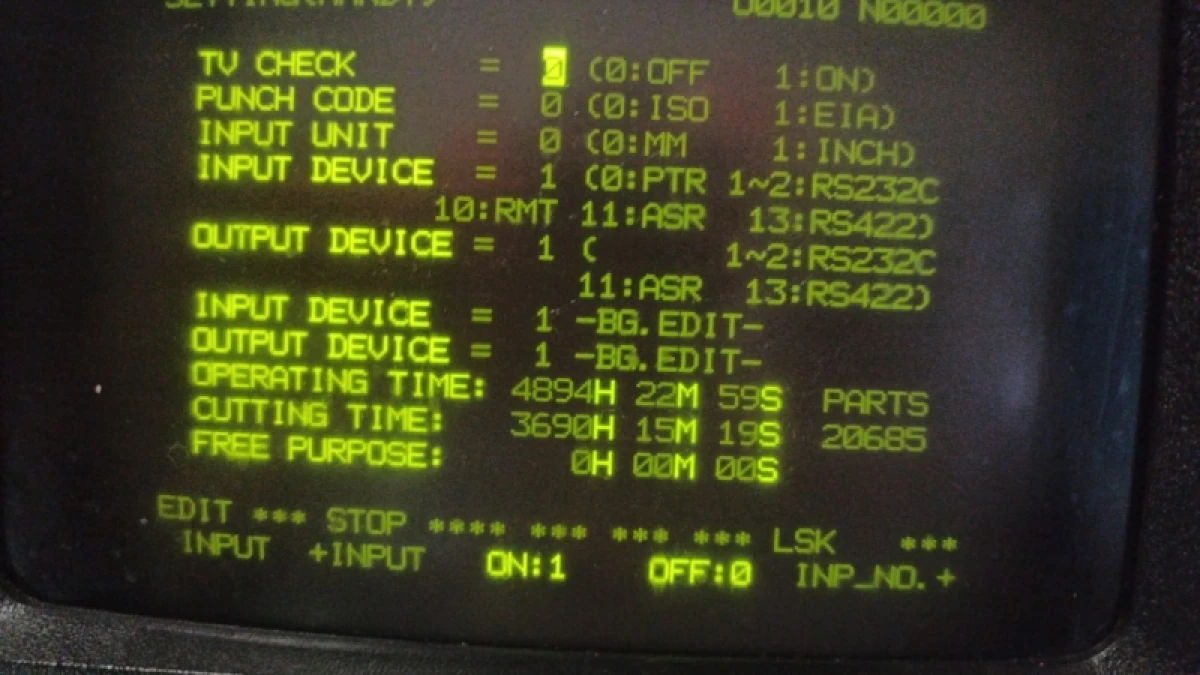 SETTING(HANDY) O0010 N00000
TV CHECK = 0 (0:OFF 1:ON)
PUNCH CODE = 0 (0:ISO 1:EIA)
INPUT UNIT = 0 (0:MM 1:INCH)
INPUT DEVICE = 1 (0:PTR 1~2:RS232C
10:RMT 11:ASR 13:RS422)
OUTPUT DEVICE = 1 ( 1~2:RS232C
11:ASR 13:RS422)
INPUT DEVICE = 1 -BG.EDIT-
OUTPUT DEVICE = 1 -BG.EDIT-
OPERATING TIME: 4894H 22M 59S PARTS
CUTTING TIME: 3690H 15M 19S 20685
FREE PURPOSE: 0H 00M 00S
EDIT *** STOP **** *** *** *** LSK ***
INPUT +INPUT ON:1 OFF:0 INP_NO.+